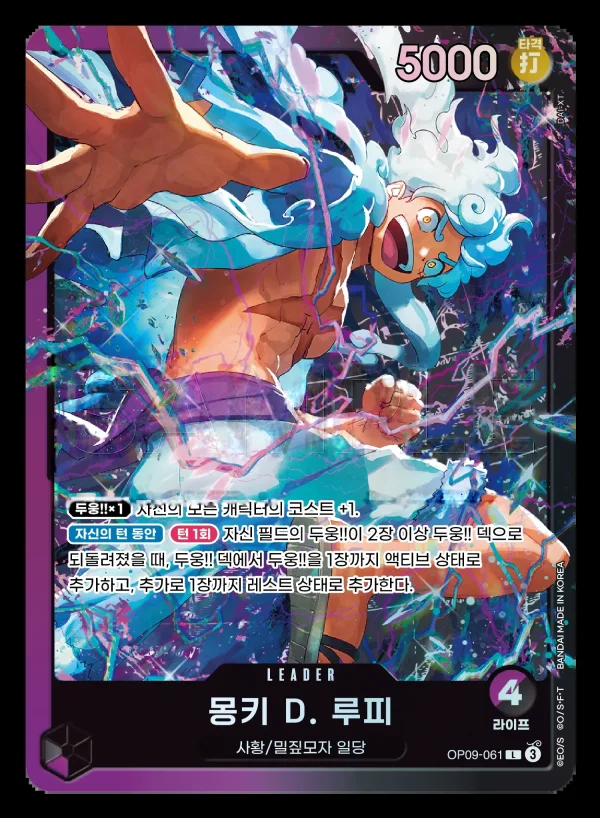 5000
타격
打
DAI-XT.
SAMPLE
두웅!!×1 자신의 모든 캐릭터의 코스트 +1.
자신의 턴 동안 턴 1회 자신 필드의 두웅!!이 2장 이상 두웅!! 덱으로
되돌려졌을 때, 두웅!! 덱에서 두웅!!을 1장까지 액티브 상태로
추가하고, 추가로 1장까지 레스트 상태로 추가한다.
LEADER
몽키 D. 루피
사황/밀짚모자 일당
4
라이프
OP09-061 L 3
©EO/S ©O/S·F·T BANDAI MADE IN KOREA